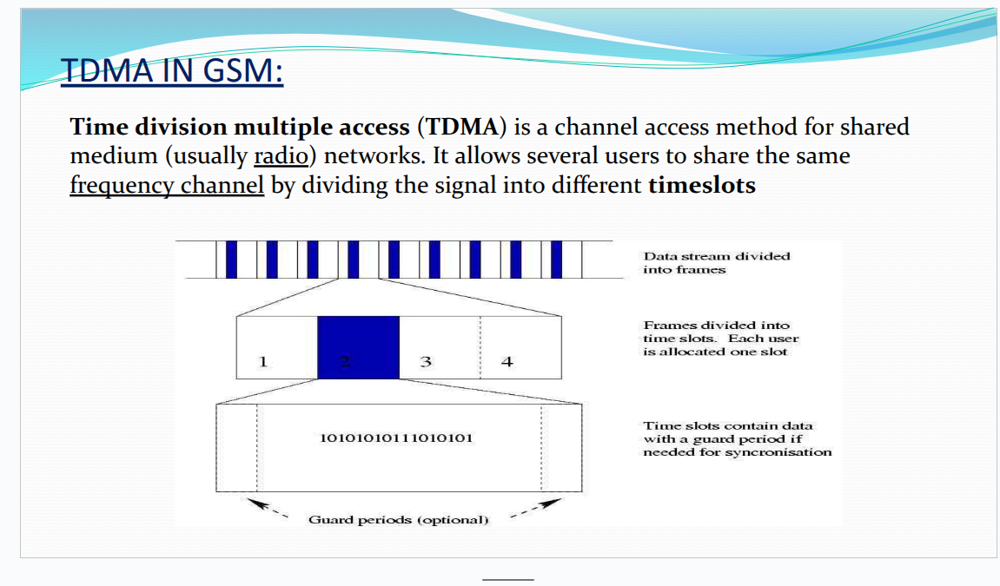 TDMA IN GSM:
Time division multiple access (TDMA) is a channel access method for shared
medium (usually radio) networks. It allows several users to share the same
frequency channel by dividing the signal into different timeslots
Data stream divided
into frames
Frames divided into
time slots. Each user
is allocated one slot
1 2 3 4
Time slots contain data
with a guard period if
needed for syncronisation
10101010111010101
Guard periods (optional)